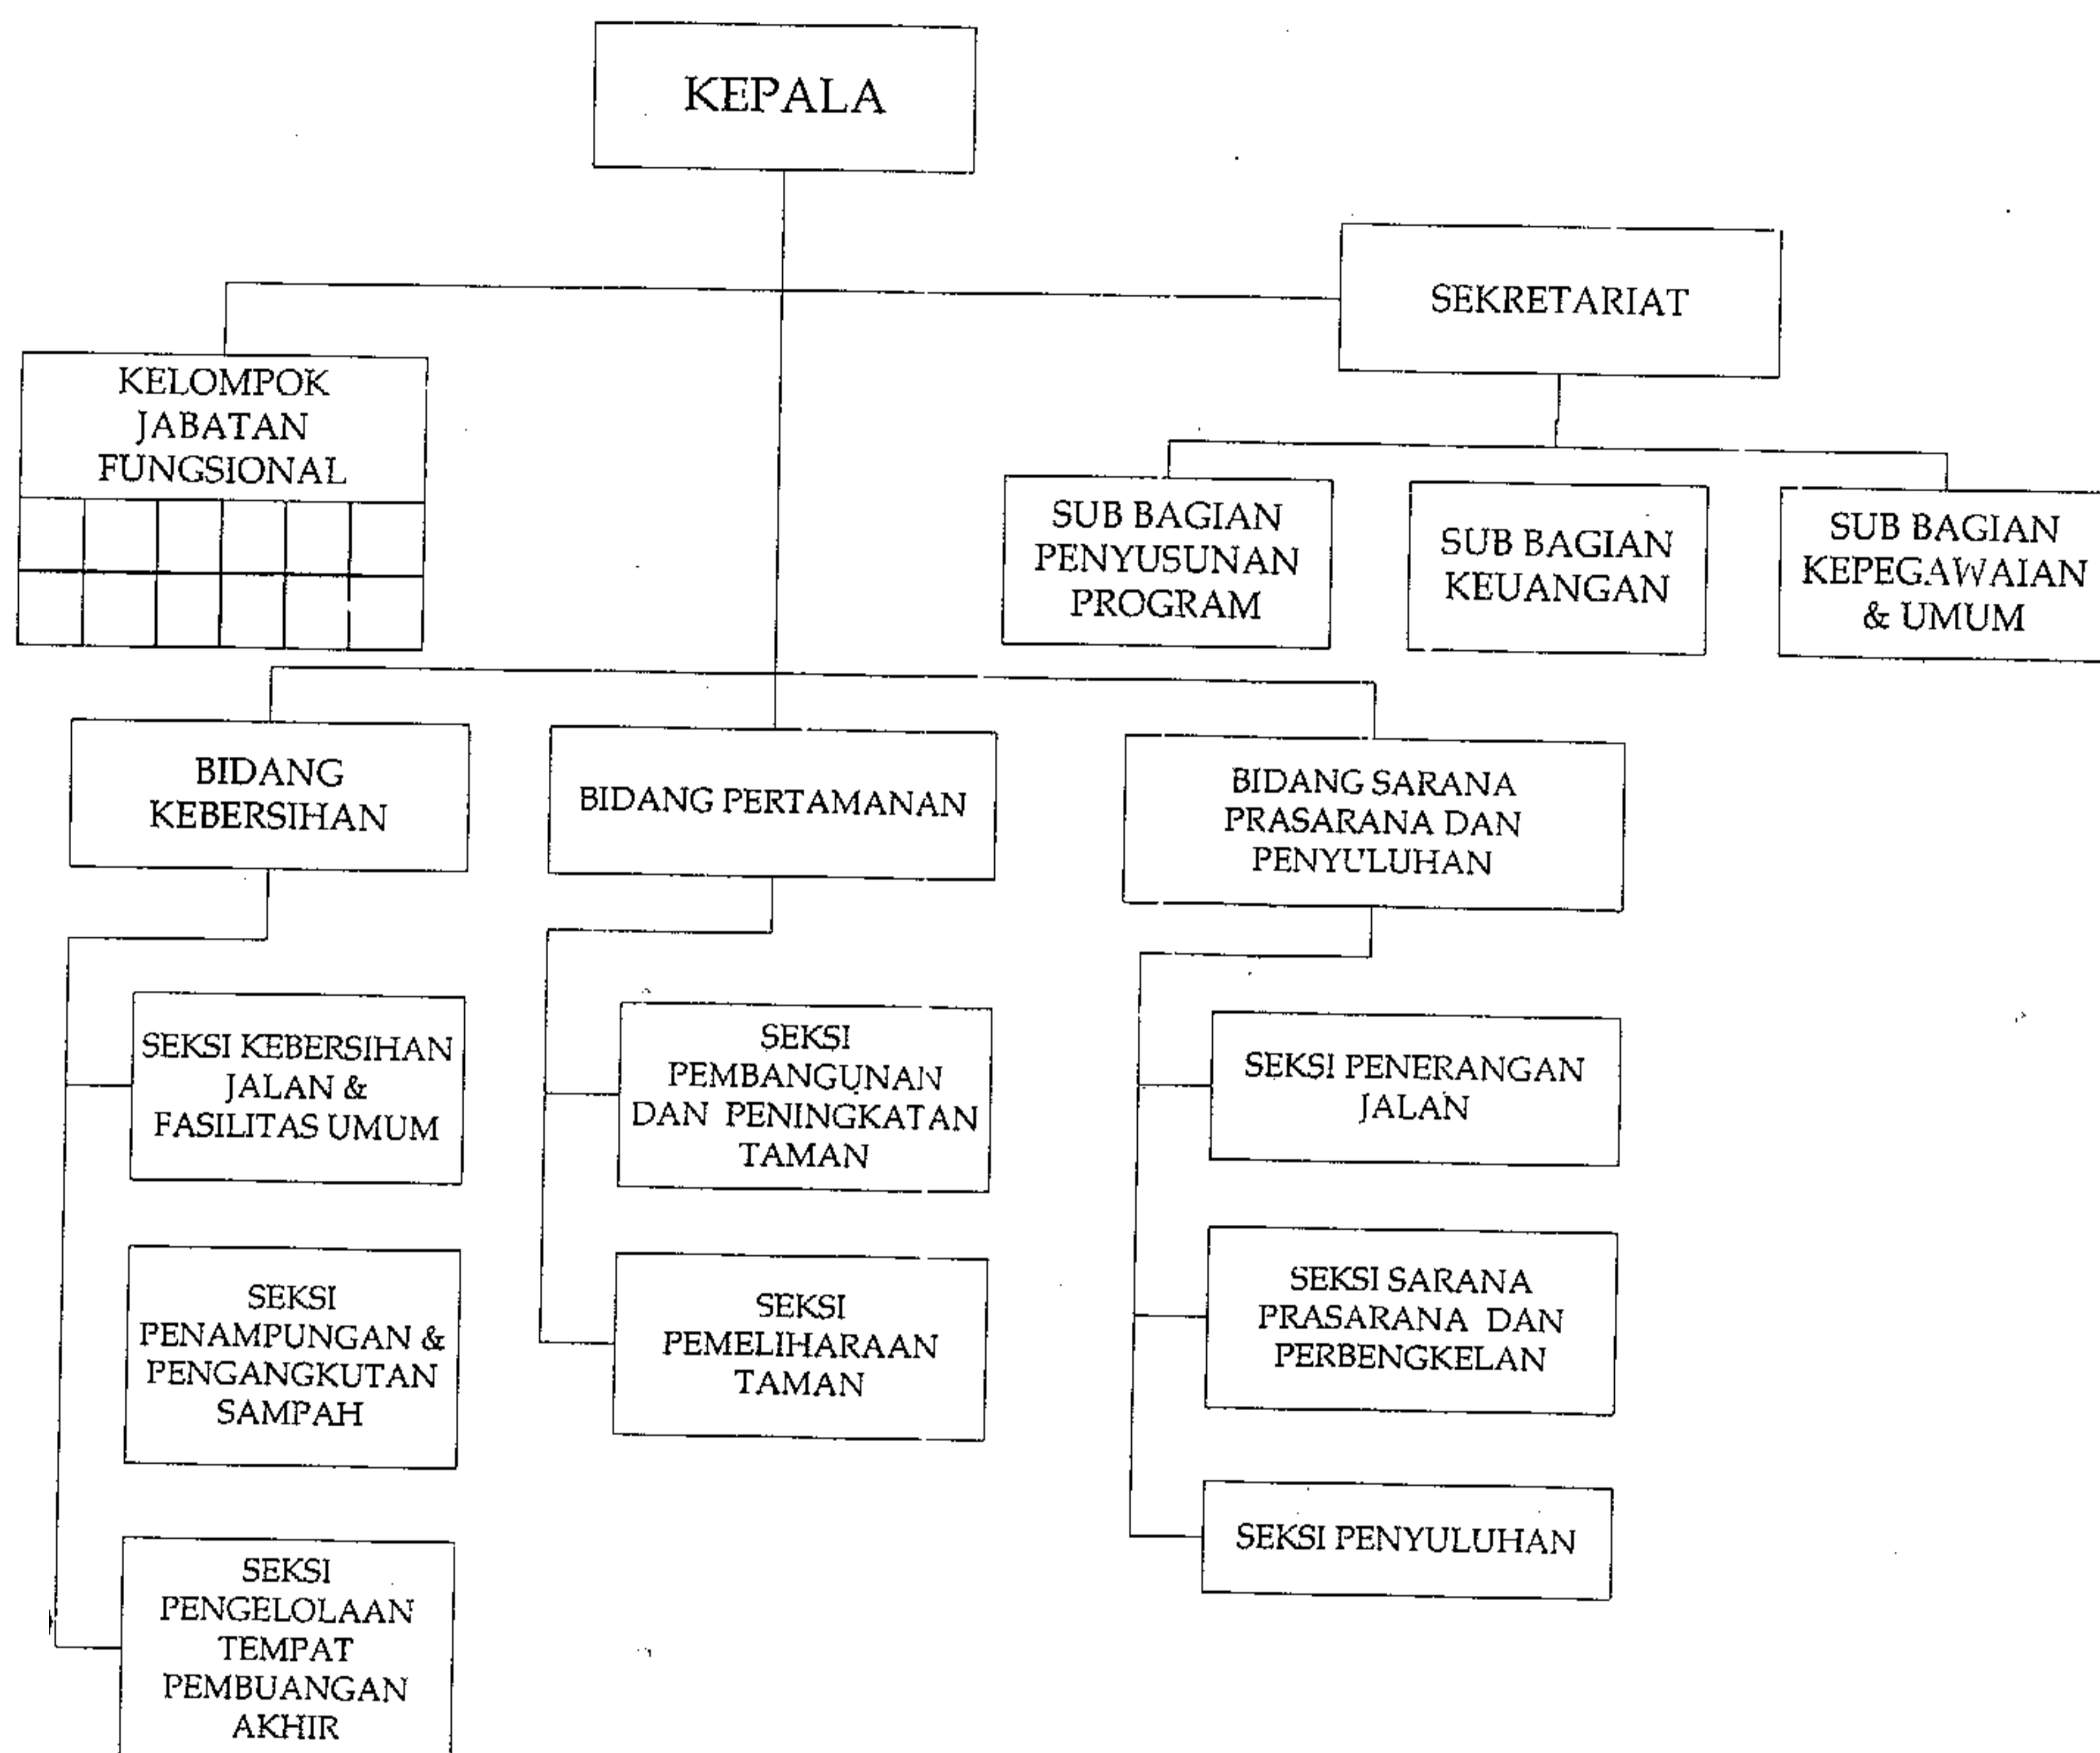 KEPALA
SEKRETARIAT
KELOMPOK
JABATAN
FUNGSIONAL
SUB BAGIAN
PENYUSUNAN
PROGRAM
SUB BAGIAN
KEUANGAN
SUB BAGIAN
KEPEGAWAIAN
& UMUM
BIDANG
KEBERSIHAN
BIDANG PERTAMANAN
BIDANG SARANA
PRASARANA DAN
PENYULUHAN
SEKSI KEBERSIHAN
JALAN &
FASILITAS UMUM
SEKSI
PENAMPUNGAN &
PENGANGKUTAN
SAMPAH
SEKSI
PENGELOLAAN
TEMPAT
PEMBUANGAN
AKHIR
SEKSI
PEMBANGUNAN
DAN PENINGKATAN
TAMAN
SEKSI
PEMELIHARAAN
TAMAN
SEKSI PENERANGAN
JALAN
SEKSI SARANA
PRASARANA DAN
PERBENGKELAN
SEKSI PENYULUHAN